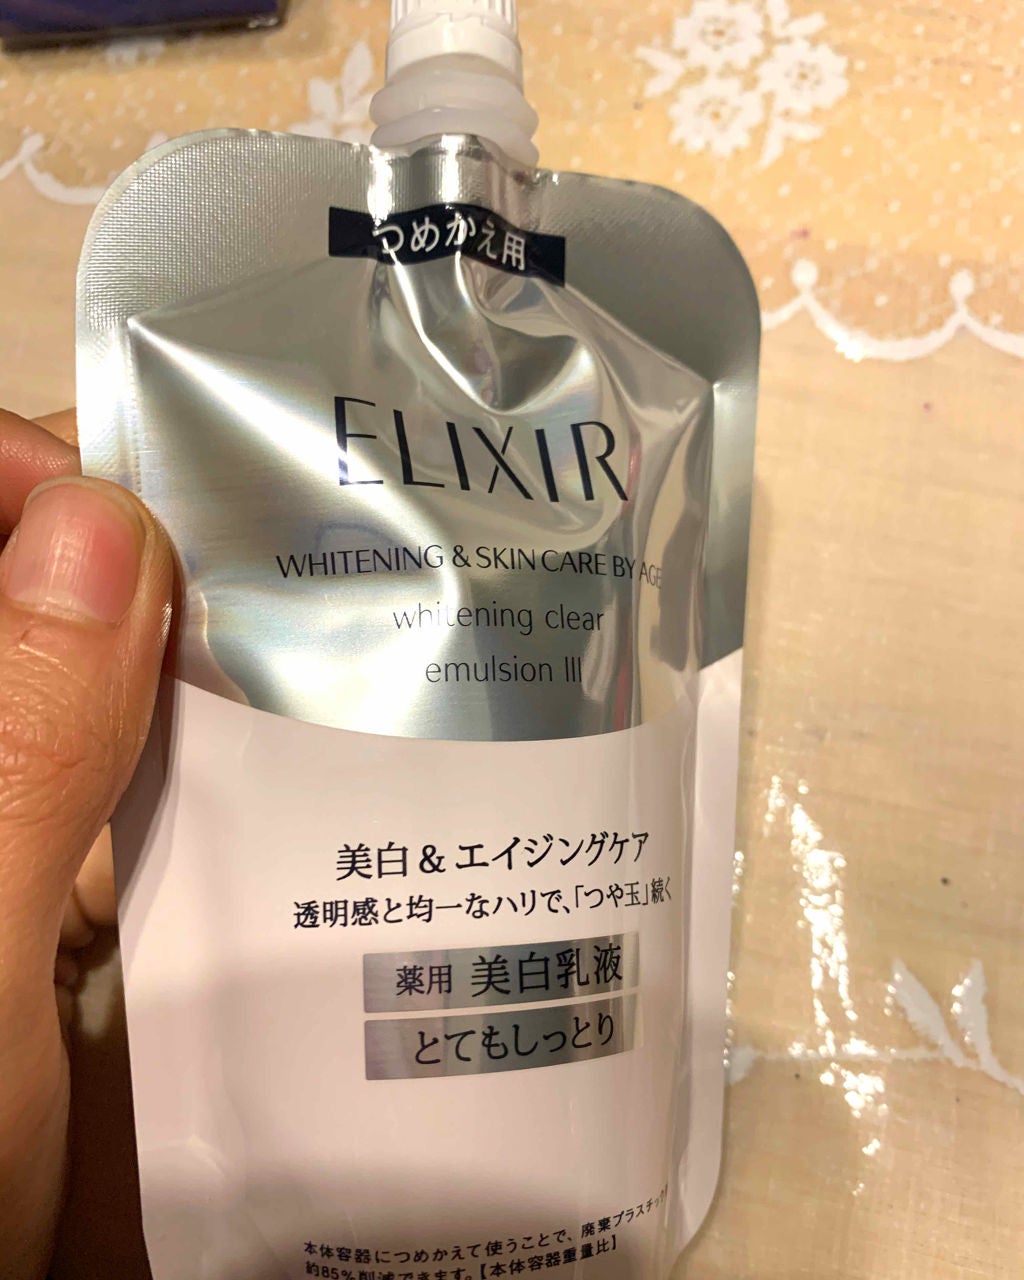 つめかえ用
ELIXIR
WHITENING & SKIN CARE BY AGE
whitening clear
emulsion III
美白&エイジングケア
透明感と均一なハリで、「つや玉」続く
薬用 美白乳液
とてもしっとり
本体容器につめかえて使うことで、廃棄プラスチック
約85%削減できます。【本体容器重量比】